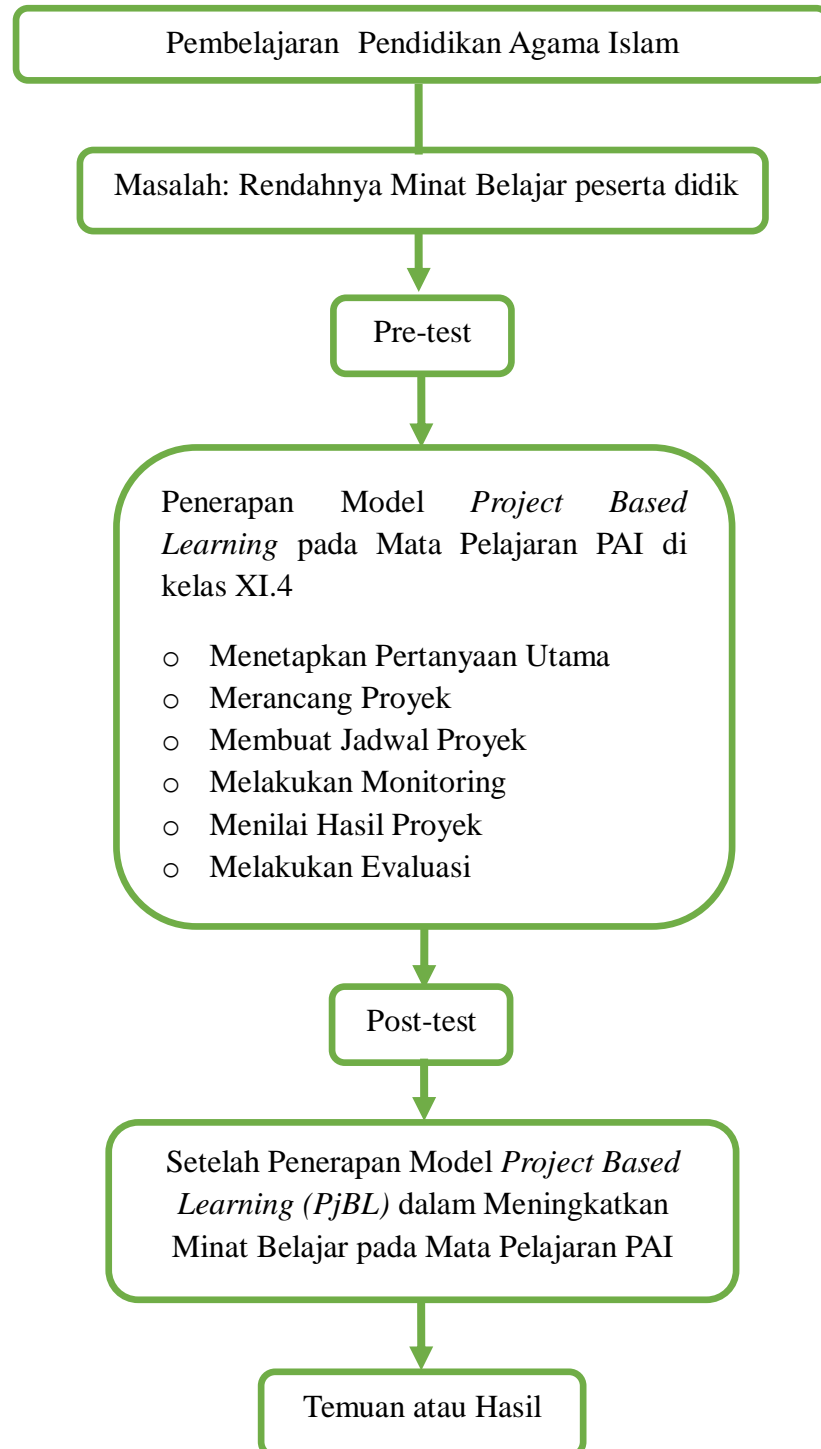 Pembelajaran Pendidikan Agama Islam
Masalah: Rendahnya Minat Belajar peserta didik
Pre-test
Penerapan Model Project Based
Learning pada Mata Pelajaran PAI di
kelas XI.4
o Menetapkan Pertanyaan Utama
o Merancang Proyek
o Membuat Jadwal Proyek
o Melakukan Monitoring
o Menilai Hasil Proyek
o Melakukan Evaluasi
Post-test
Setelah Penerapan Model Project Based
Learning (PjBL) dalam Meningkatkan
Minat Belajar pada Mata Pelajaran PAI
Temuan atau Hasil